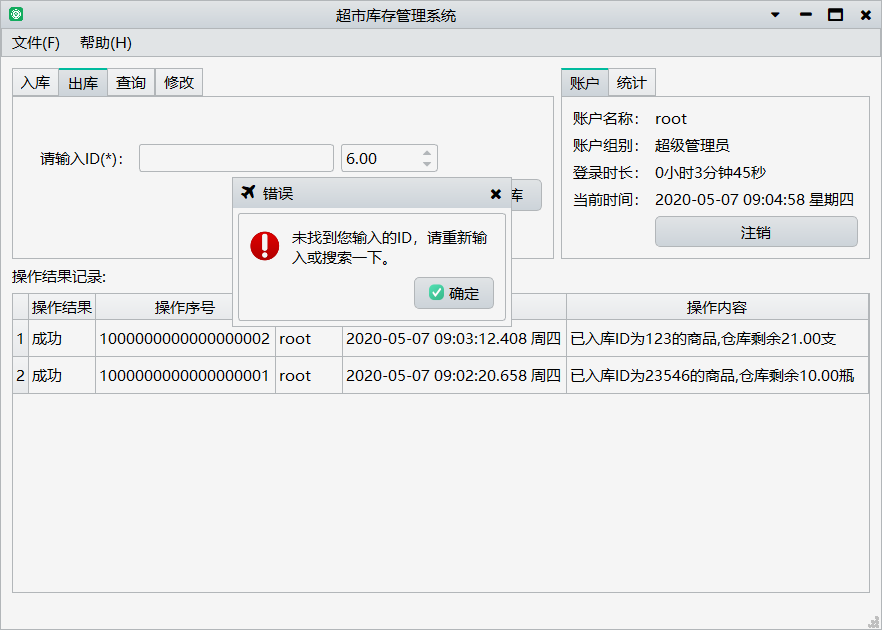 超市库存管理系统
文件(F) 帮助(H)
入库 出库 查询 修改
账户 统计
请输入ID(*)： 6.00
库
账户名称： root
账户组别： 超级管理员
登录时长： 0小时3分钟45秒
当前时间： 2020-05-07 09:04:58 星期四
注销
错误
未找到您输入的ID，请重新输
入或搜索一下。
确定
操作结果记录:
操作结果 操作序号 操作内容
1 成功 1000000000000000002 root 2020-05-07 09:03:12.408 周四 已入库ID为123的商品,仓库剩余21.00支
2 成功 1000000000000000001 root 2020-05-07 09:02:20.658 周四 已入库ID为23546的商品,仓库剩余10.00瓶